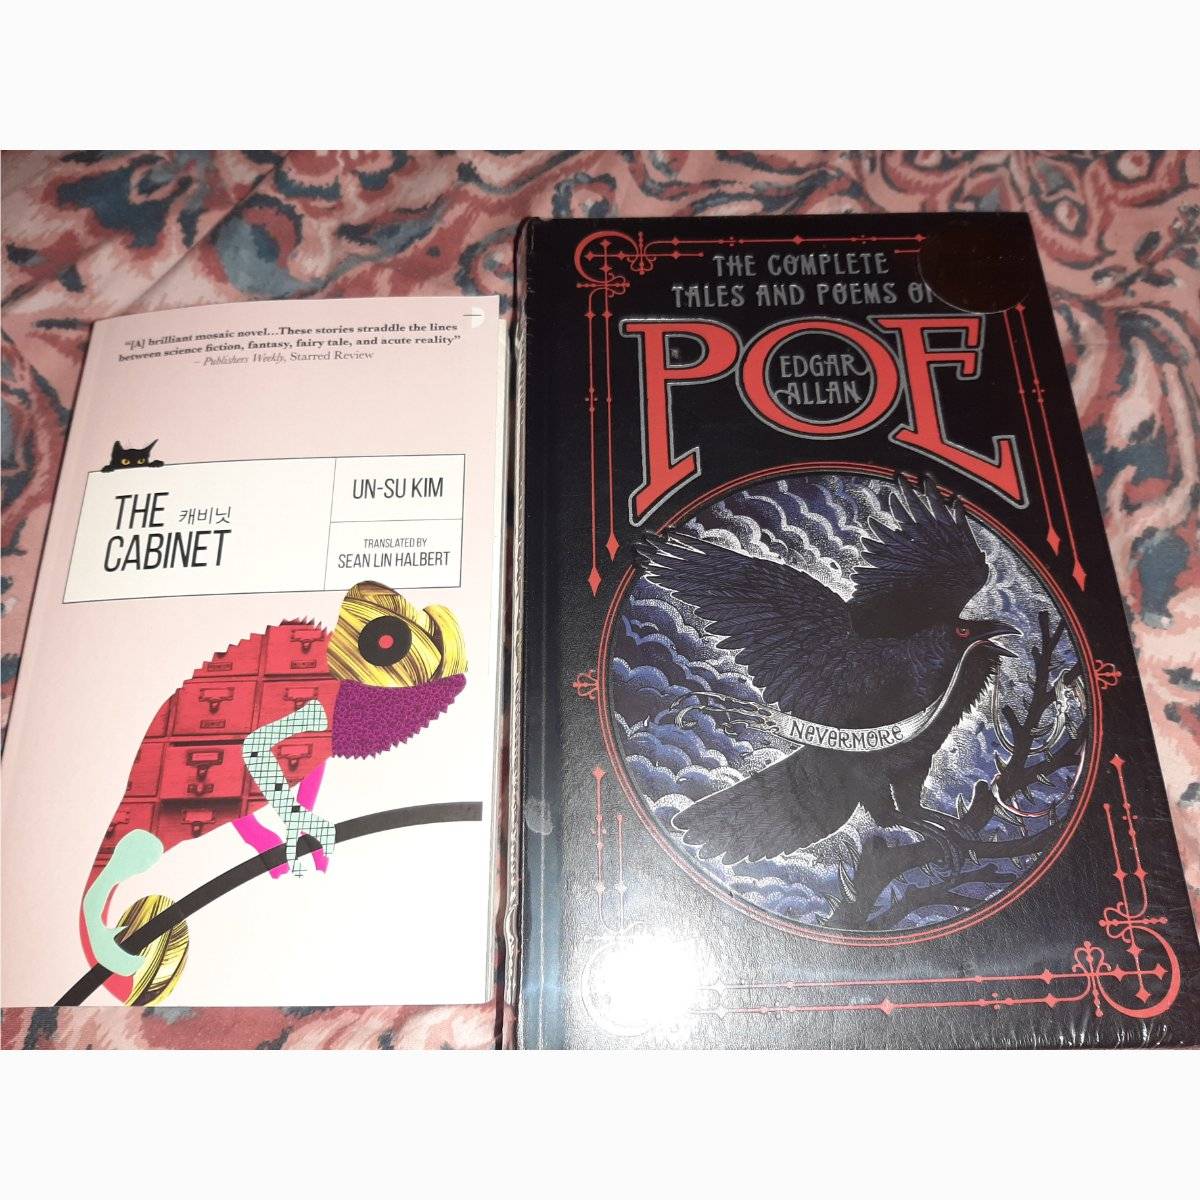 “[A] brilliant mosaic novel...These stories straddle the lines
between science fiction, fantasy, fairy tale, and acute reality”
– Publishers Weekly, Starred Review
THE 캐비닛
CABINET
UN-SU KIM
TRANSLATED BY
SEAN LIN HALBERT
THE COMPLETE
TALES AND POEMS OF
POE
EDGAR
ALLAN
NEVERMORE